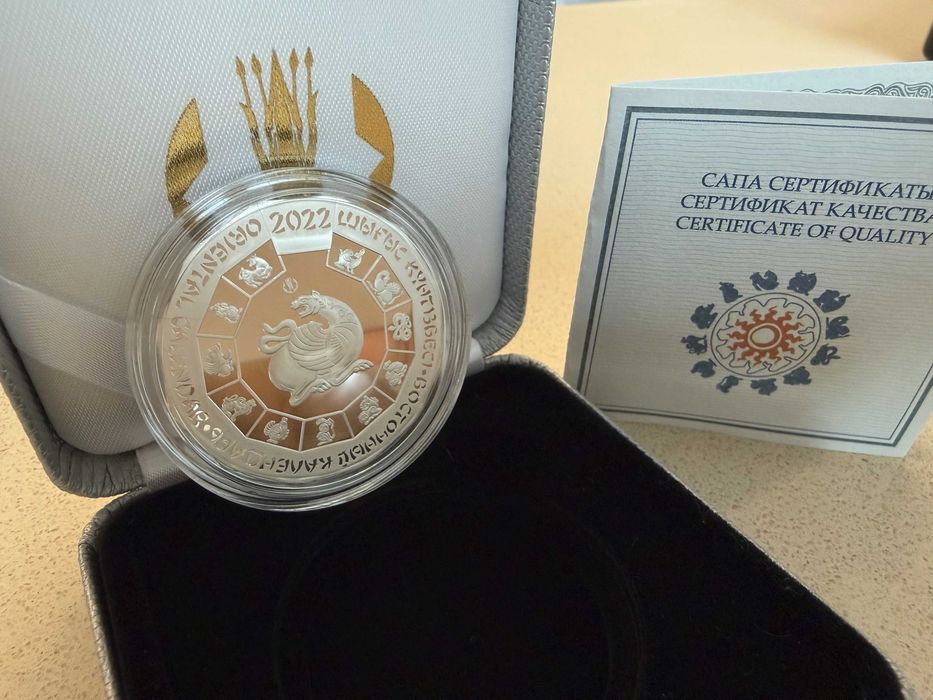 2022 ШЫҒЫС КҮНТІЗБЕСІ • ВОСТОЧНЫЙ КАЛЕНДАРЬ • ORIENTAL CALENDAR
САПА СЕРТИФИКАТЫ
СЕРТИФИКАТ КАЧЕСТВА
CERTIFICATE OF QUALITY